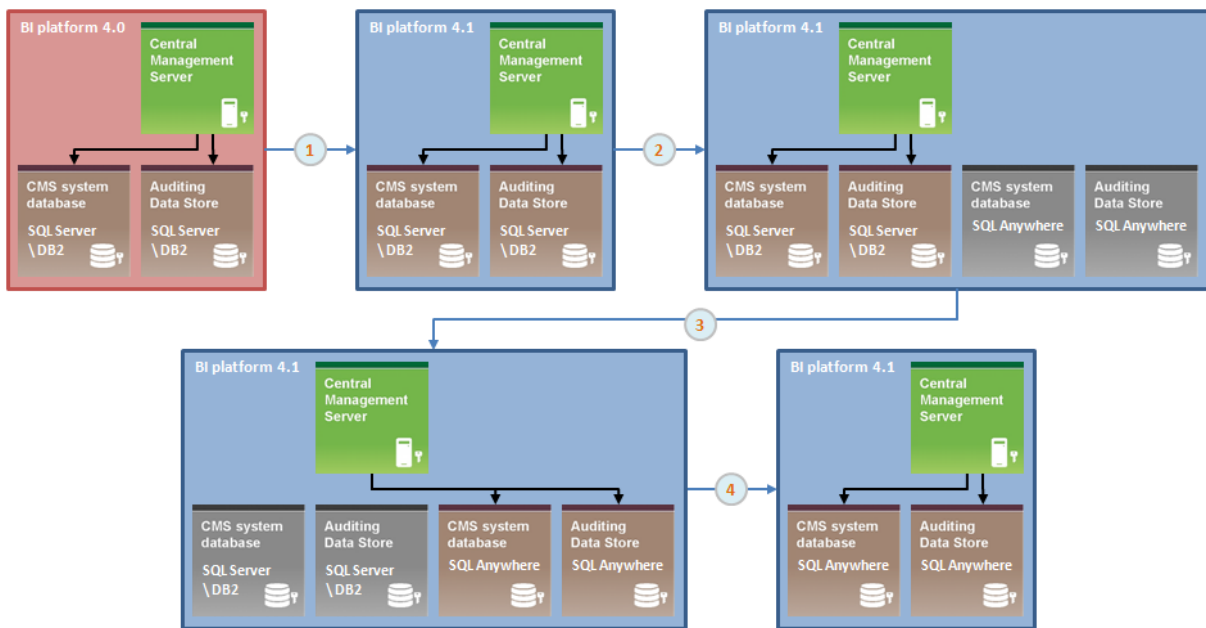 BI platform 4.0
Central
Management
Server
CMS system
database
SQL Server
\DB2
Auditing
Data Store
SQL Server
\DB2
1
BI platform 4.1
Central
Management
Server
CMS system
database
SQL Server
\DB2
Auditing
Data Store
SQL Server
\DB2
2
BI platform 4.1
Central
Management
Server
CMS system
database
SQL Server
\DB2
Auditing
Data Store
SQL Server
\DB2
CMS system
database
SQL Anywhere
Auditing
Data Store
SQL Anywhere
3
BI platform 4.1
Central
Management
Server
CMS system
database
SQL Server
\DB2
Auditing
Data Store
SQL Server
\DB2
CMS system
database
SQL Anywhere
Auditing
Data Store
SQL Anywhere
4
BI platform 4.1
Central
Management
Server
CMS system
database
SQL Anywhere
Auditing
Data Store
SQL Anywhere